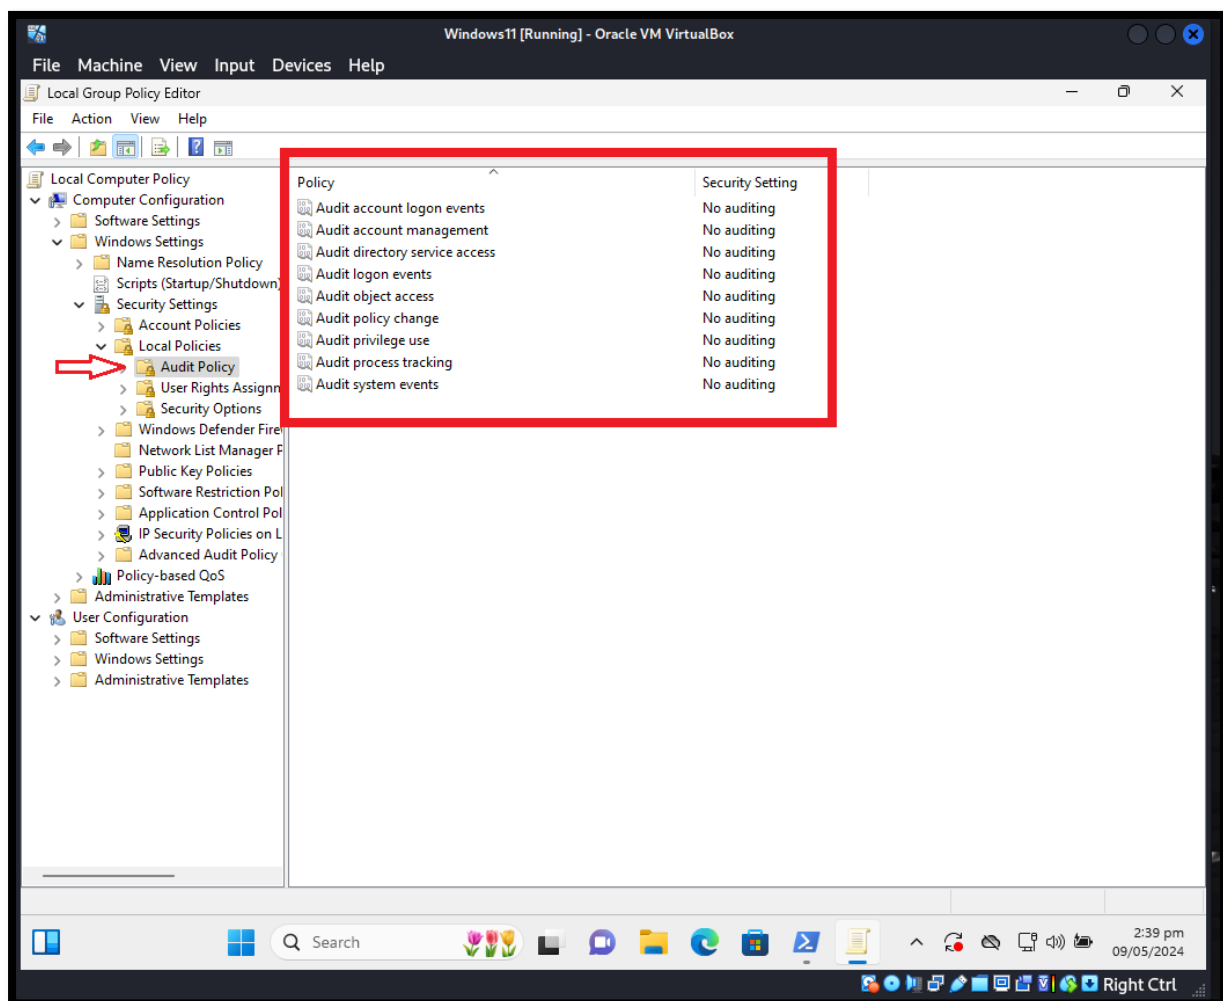 Windows11 [Running] - Oracle VM VirtualBox
File Machine View Input Devices Help
Local Group Policy Editor
File Action View Help
Local Computer Policy
Computer Configuration
Software Settings
Windows Settings
Name Resolution Policy
Scripts (Startup/Shutdown)
Security Settings
Account Policies
Local Policies
Audit Policy
User Rights Assignn
Security Options
Windows Defender Fire
Network List Manager P
Public Key Policies
Software Restriction Pol
Application Control Pol
IP Security Policies on L
Advanced Audit Policy
Policy-based QoS
Administrative Templates
User Configuration
Software Settings
Windows Settings
Administrative Templates
Policy Security Setting
Audit account logon events No auditing
Audit account management No auditing
Audit directory service access No auditing
Audit logon events No auditing
Audit object access No auditing
Audit policy change No auditing
Audit privilege use No auditing
Audit process tracking No auditing
Audit system events No auditing
Search
2:39 pm
09/05/2024
Right Ctrl